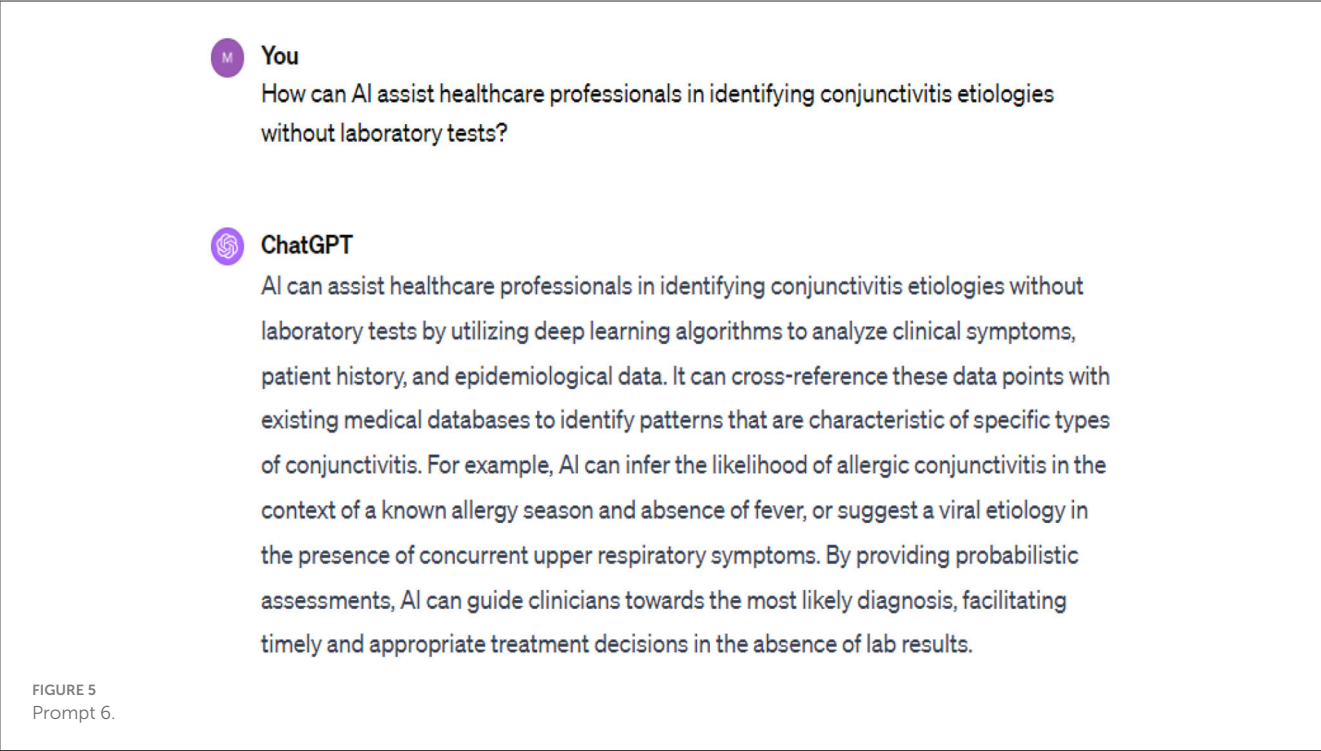 M
You
How can AI assist healthcare professionals in identifying conjunctivitis etiologies
without laboratory tests?
ChatGPT
AI can assist healthcare professionals in identifying conjunctivitis etiologies without
laboratory tests by utilizing deep learning algorithms to analyze clinical symptoms,
patient history, and epidemiological data. It can cross-reference these data points with
existing medical databases to identify patterns that are characteristic of specific types
of conjunctivitis. For example, AI can infer the likelihood of allergic conjunctivitis in the
context of a known allergy season and absence of fever, or suggest a viral etiology in
the presence of concurrent upper respiratory symptoms. By providing probabilistic
assessments, AI can guide clinicians towards the most likely diagnosis, facilitating
timely and appropriate treatment decisions in the absence of lab results.
FIGURE 5
Prompt 6.